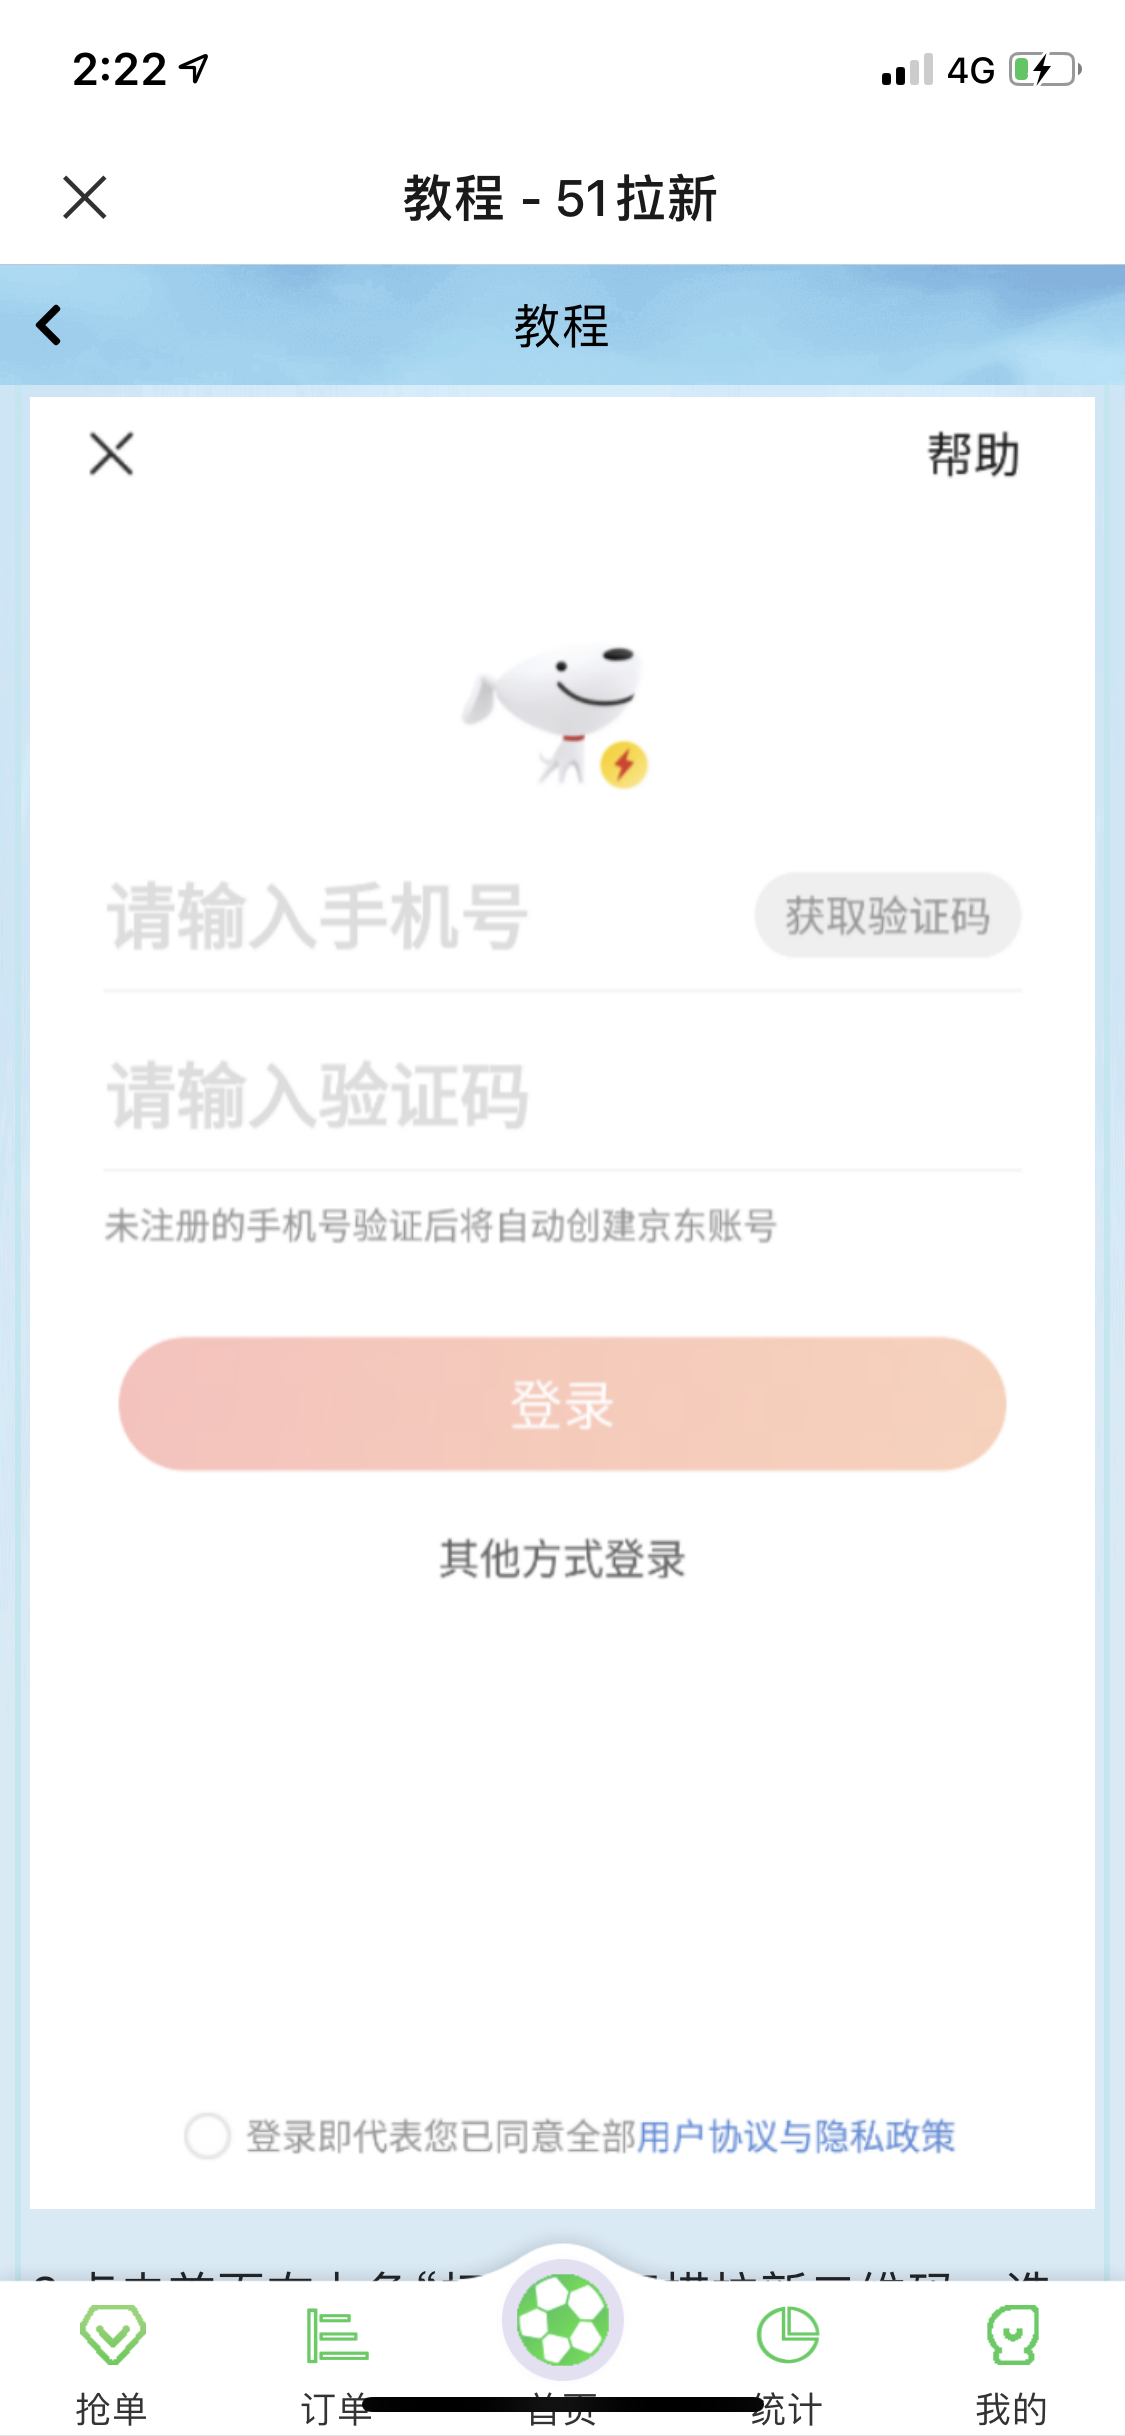 2:22
4G
教程 - 51拉新
教程
帮助
请输入手机号
获取验证码
请输入验证码
未注册的手机号验证后将自动创建京东账号
登录
其他方式登录
登录即代表您已同意全部用户协议与隐私政策
抢单
订单
首页
统计
我的